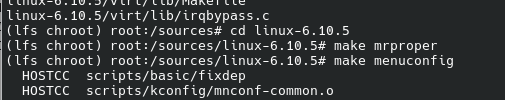 linux-6.10.5/virt/lib/Makefile
linux-6.10.5/virt/lib/irqbypass.c
(lfs chroot) root:/sources# cd linux-6.10.5
(lfs chroot) root:/sources/linux-6.10.5# make mrproper
(lfs chroot) root:/sources/linux-6.10.5# make menuconfig
  HOSTCC  scripts/basic/fixdep
  HOSTCC  scripts/kconfig/mnconf-common.o